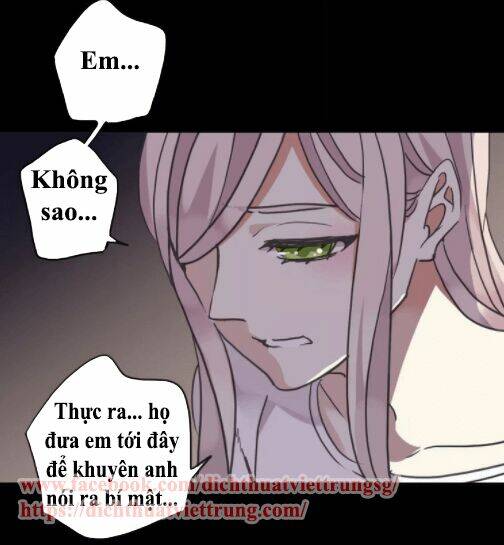 Em...
Không
sao...
Thực ra... họ
đưa em tới đây
để khuyên anh
nói ra bí mật...
www.facebook.com/dichthuatviettrungsg/
https://dichthuatviettrung.com/